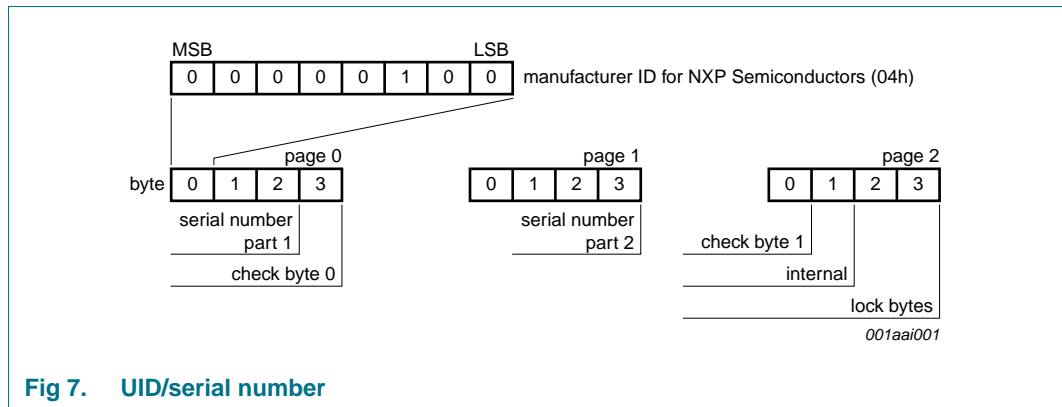 MSB LSB
0 0 0 0 0 1 0 0 manufacturer ID for NXP Semiconductors (04h)
page 0 page 1 page 2
byte 0 1 2 3 0 1 2 3 0 1 2 3
serial number serial number
part 1 part 2 check byte 1
check byte 0 internal
lock bytes
001aai001
Fig 7. UID/serial number